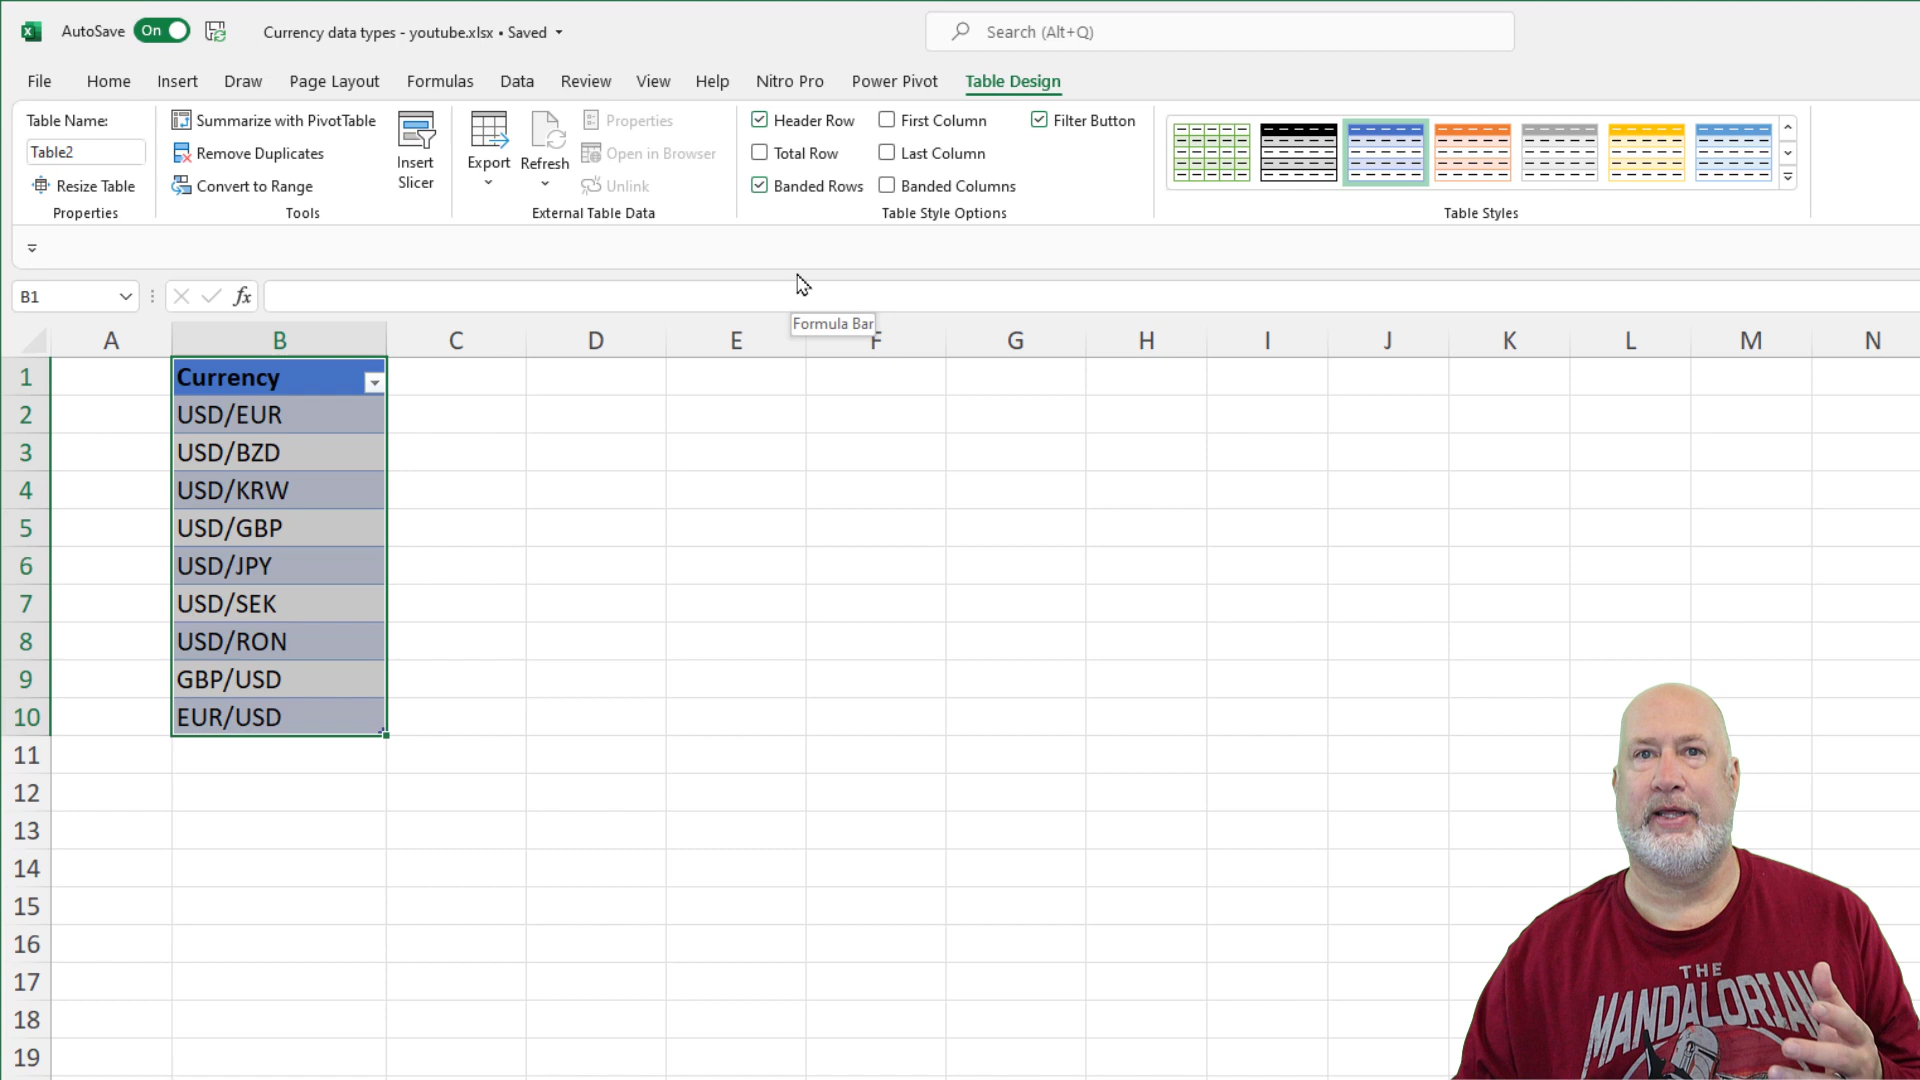 AutoSave On Currency data types - youtube.xlsx • Saved Search (Alt+Q)
File Home Insert Draw Page Layout Formulas Data Review View Help Nitro Pro Power Pivot Table Design
Table Name:
Table2
Resize Table
Properties
Summarize with PivotTable
Remove Duplicates
Convert to Range
Tools
Insert
Slicer
Export
Refresh
Properties
Open in Browser
Unlink
External Table Data
Header Row
Total Row
Banded Rows
First Column
Last Column
Banded Columns
Filter Button
Table Style Options
Table Styles
B1 fx
Formula Bar
A B C D E F G H I J K L M N
1 Currency
2 USD/EUR
3 USD/BZD
4 USD/KRW
5 USD/GBP
6 USD/JPY
7 USD/SEK
8 USD/RON
9 GBP/USD
10 EUR/USD
11
12
13
14
15
16
17
18
19
THE
MANDALORIAN